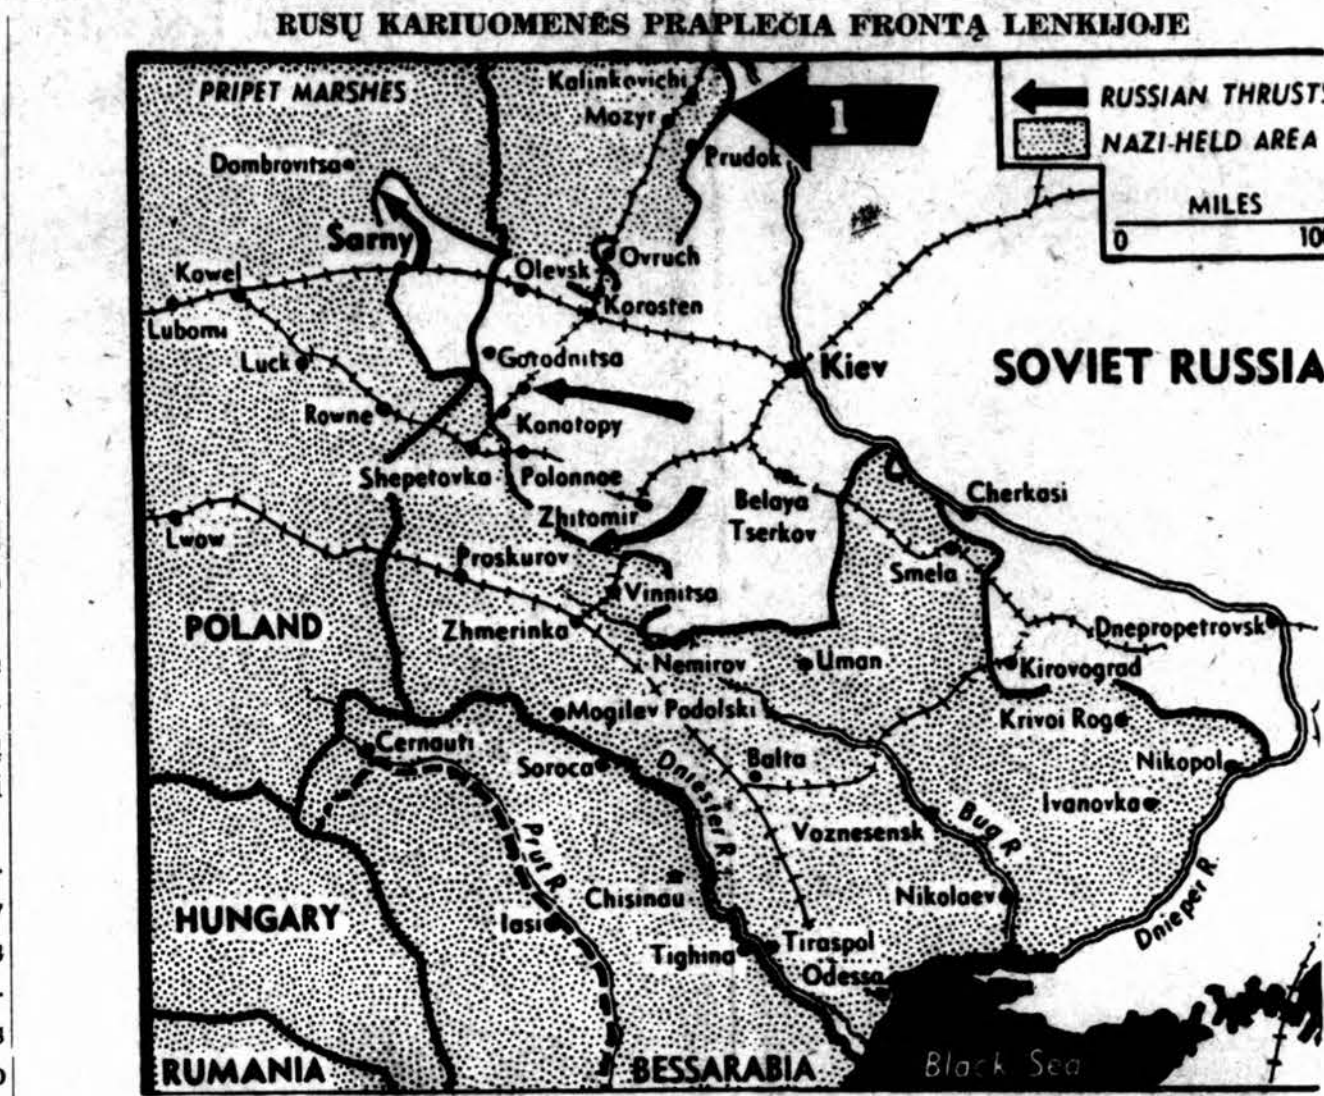 RUSŲ KARIUOMENĖS PRAPLEČIA FRONTĄ LENKIJOJE
PRIPET MARSHES
Kalinkovichi
Mozyr
1
RUSSIAN THRUSTS
NAZI-HELD AREA
Dombrovitsa
Prudok
MILES
0 100
Sarny
Ovruch
Olevsk
Kowel
Korosten
Lubomi
Luck
Gorodnitsa
Kiev
SOVIET RUSSIA
Rowne
Konotopy
Shepetovka
Polonnoe
Belaya
Tserkov
Cherkasi
Zhitomir
Lwow
Proskurov
Smela
Vinnitsa
POLAND
Zhmerinka
Dnepropetrovsk
Nemirov
Uman
Kirovograd
Mogilev Podolski
Krivoi Rog
Cernauti
Soroca
Dniester R.
Balta
Nikopol
Ivanovka
Prut R.
Voznesensk
Bug R.
Chisinau
Nikolaev
HUNGARY
Iasi
Dnieper R.
Tighina
Tiraspol
Odessa
RUMANIA
BESSARABIA
Black Sea